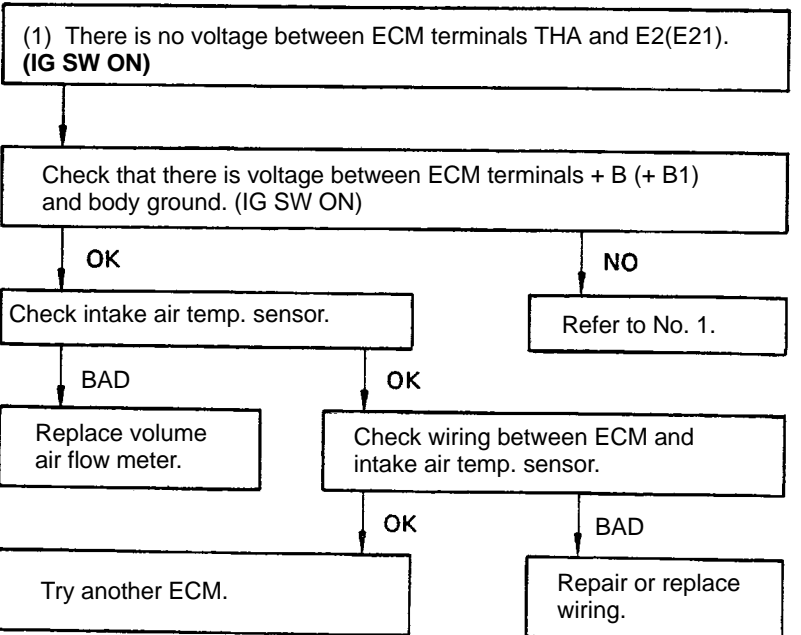 (1) There is no voltage between ECM terminals THA and E2(E21).
(IG SW ON)
Check that there is voltage between ECM terminals + B (+ B1)
and body ground. (IG SW ON)
OK
NO
Check intake air temp. sensor.
Refer to No. 1.
BAD
OK
Replace volume
air flow meter.
Check wiring between ECM and
intake air temp. sensor.
OK
BAD
Try another ECM.
Repair or replace
wiring.